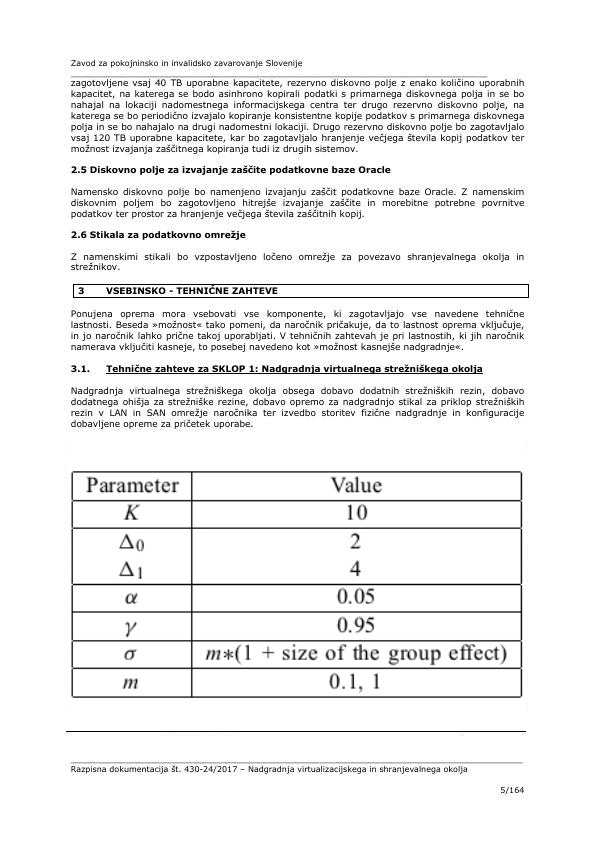 Zavod za pokojninsko in invalidsko zavarovanje Slovenije
zagotovljene vsaj 40 TB uporabne kapacitete, rezervno diskovno polje z enako količino uporabnih
kapacitet, na katerega se bodo asinhrono kopirali podatki s primarnega diskovnega polja in se bo
nahajal na lokaciji nadomestnega informacijskega centra ter drugo rezervno diskovno polje, na
katerega se bo periodično izvajalo kopiranje konsistentne kopije podatkov s primarnega diskovnega
polja in se bo nahajalo na drugi nadomestni lokaciji. Drugo rezervno diskovno polje bo zagotavljalo
vsaj 120 TB uporabne kapacitete, kar bo zagotavljalo hranjenje večjega števila kopij podatkov ter
možnost izvajanja zaščitnega kopiranja tudi iz drugih sistemov.
2.5 Diskovno polje za izvajanje zaščite podatkovne baze Oracle
Namensko diskovno polje bo namenjeno izvajanju zaščit podatkovne baze Oracle. Z namenskim
diskovnim poljem bo zagotovljeno hitrejše izvajanje zaščite in morebitne potrebne povrnitve
podatkov ter prostor za hranjenje večjega števila zaščitnih kopij.
2.6 Stikala za podatkovno omrežje
Z namenskimi stikali bo vzpostavljeno ločeno omrežje za povezavo shranjevalnega okolja in
strežnikov.
3 VSEBINSKO - TEHNIČNE ZAHTEVE
Ponujena oprema mora vsebovati vse komponente, ki zagotavljajo vse navedene tehnične
lastnosti. Beseda »možnost« tako pomeni, da naročnik pričakuje, da to lastnost oprema vključuje,
in jo naročnik lahko prične takoj uporabljati. V tehničnih zahtevah je pri lastnostih, ki jih naročnik
namerava vključiti kasneje, to posebej navedeno kot »možnost kasnejše nadgradnje«.
3.1. Tehnične zahteve za SKLOP 1: Nadgradnja virtualnega strežniškega okolja
Nadgradnja virtualnega strežniškega okolja obsega dobavo dodatnih strežniških rezin, dobavo
dodatnega ohišja za strežniške rezine, dobavo opremo za nadgradnjo stikal za priklop strežniških
rezin v LAN in SAN omrežje naročnika ter izvedbo storitev fizične nadgradnje in konfiguracije
dobavljene opreme za pričetek uporabe.
Parameter Value
K 10
Δ0 2
Δ1 4
α 0.05
γ 0.95
σ m*(1 + size of the group effect)
m 0.1, 1
Razpisna dokumentacija št. 430-24/2017 – Nadgradnja virtualizacijskega in shranjevalnega okolja
5/164